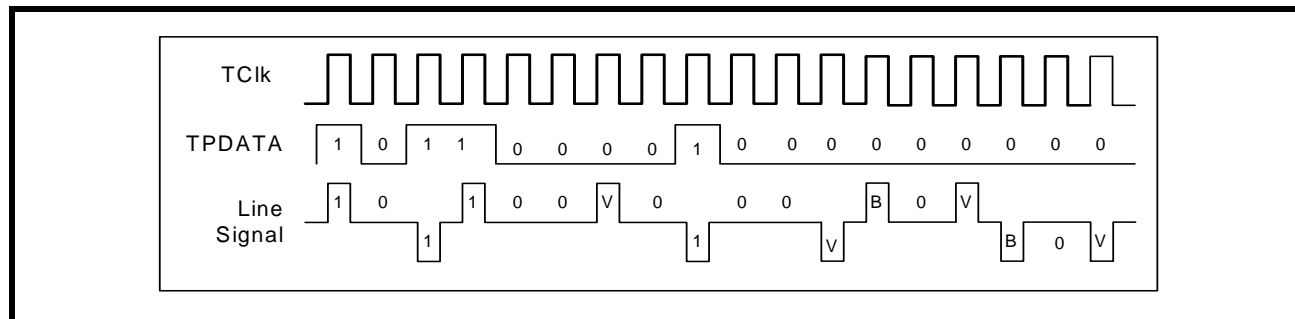 TClk
TPDATA 1 0 1 1 0 0 0 0 1 0 0 0 0 0 0 0 0 0
Line 1 0 1 0 0 V 0 0 0 B 0 V
Signal 1 1 V B 0 V